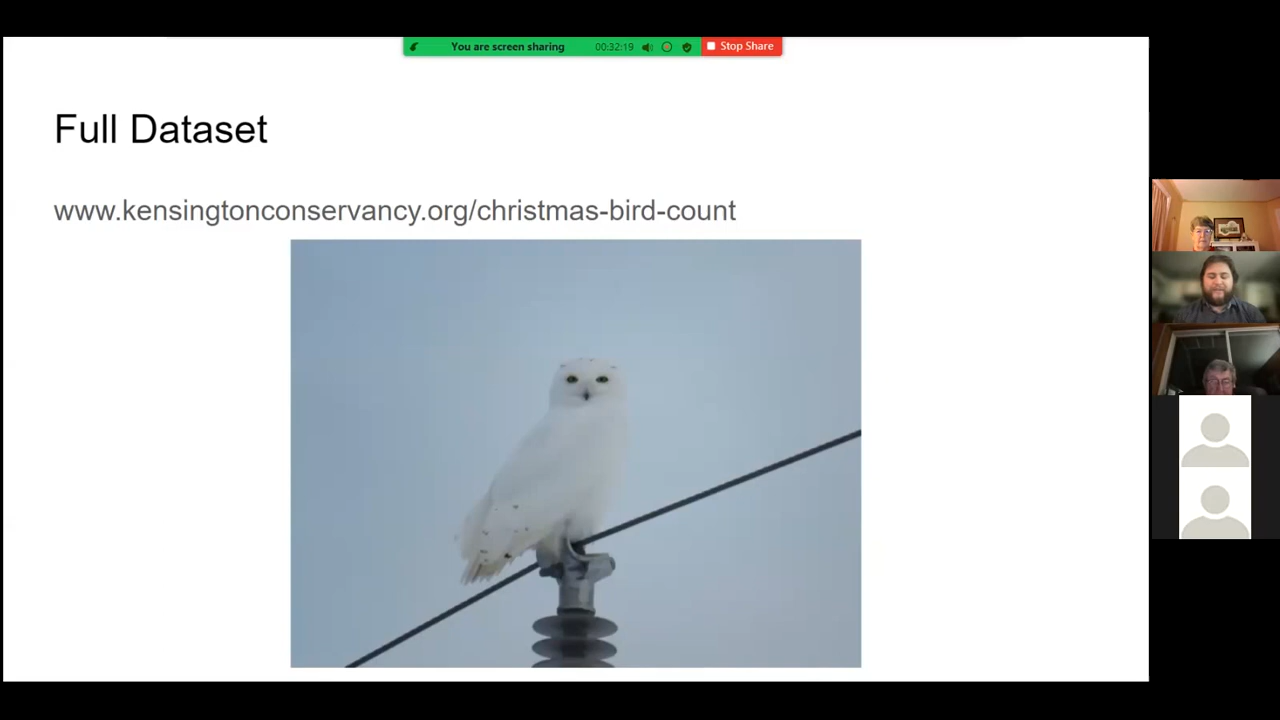 You are screen sharing 00:32:19 Stop Share
Full Dataset
www.kensingtonconservancy.org/christmas-bird-count